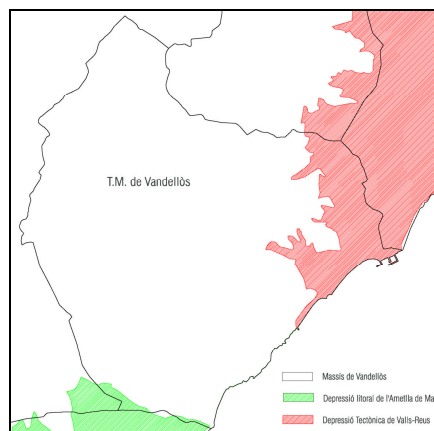 T.M. de Vandellòs
Massís de Vandellòs
Depressió litoral de l'Ametlla de Ma
Depressió Tectònica de Valls-Reus